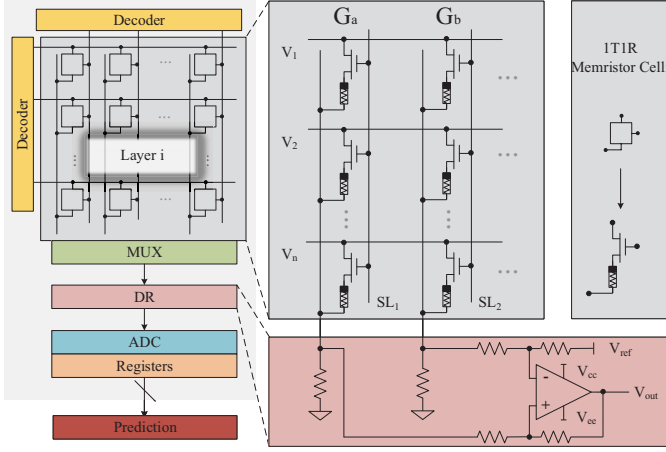 Decoder
Decoder
Layer i
MUX
DR
ADC
Registers
Prediction
Ga Gb
V1
V2
Vn
SL1 SL2
1T1R
Memristor Cell
Vref
Vcc
-
+
Vee
Vout